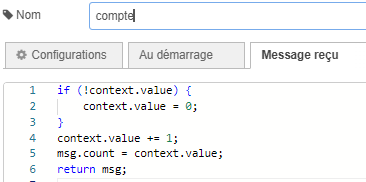 Nom compte
Configurations Au démarrage Message reçu
1 if (!context.value) {
2 context.value = 0;
3 }
4 context.value += 1;
5 msg.count = context.value;
6 return msg;